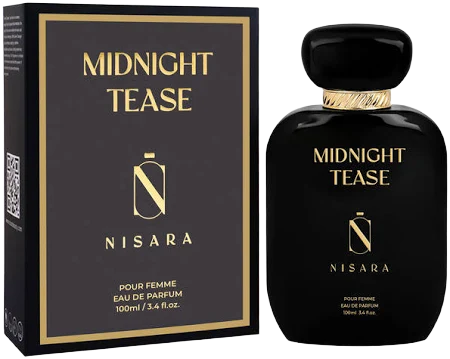 MIDNIGHT
TEASE
N
NISARA
POUR FEMME
EAU DE PARFUM
100ml / 3.4 fl.oz.
MIDNIGHT
TEASE
N
NISARA
POUR FEMME
EAU DE PARFUM
100ml 3.4 fl.oz.